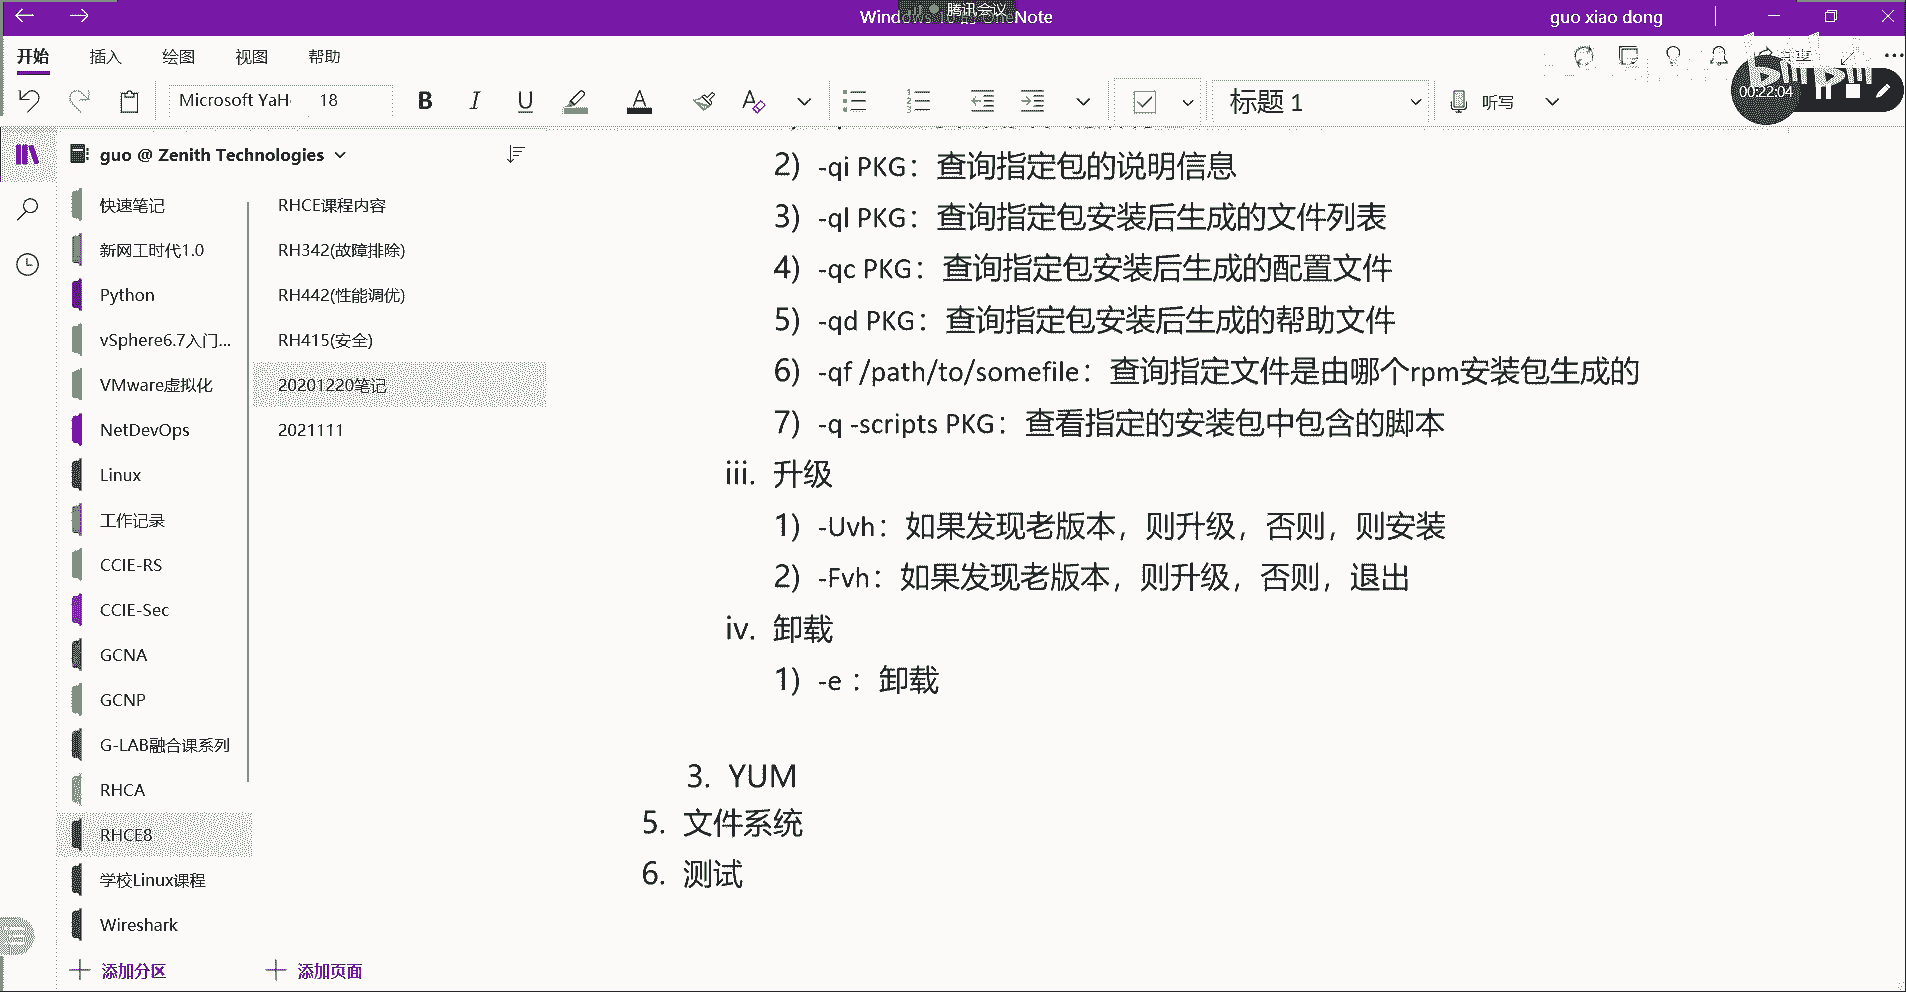 Windows 10 的 OneNote
腾讯会议
guo xiao dong
开始 插入 绘图 视图 帮助
共享
bilibili
00:22:04
Microsoft YaH 18
B I U A A
标题 1
听写
guo @ Zenith Technologies
快速笔记
新网工时代1.0
Python
vSphere6.7入门...
VMware虚拟化
NetDevOps
Linux
工作记录
CCIE-RS
CCIE-Sec
GCNA
GCNP
G-LAB融合课系列
RHCA
RHCE8
学校Linux课程
Wireshark
添加分区
RHCE课程内容
RH342(故障排除)
RH442(性能调优)
RH415(安全)
20201220笔记
2021111
添加页面
2) -qi PKG：查询指定包的说明信息
3) -ql PKG：查询指定包安装后生成的文件列表
4) -qc PKG：查询指定包安装后生成的配置文件
5) -qd PKG：查询指定包安装后生成的帮助文件
6) -qf /path/to/somefile：查询指定文件是由哪个rpm安装包生成的
7) -q -scripts PKG：查看指定的安装包中包含的脚本
iii. 升级
1) -Uvh：如果发现老版本，则升级，否则，则安装
2) -Fvh：如果发现老版本，则升级，否则，退出
iv. 卸载
1) -e ：卸载
3. YUM
5. 文件系统
6. 测试